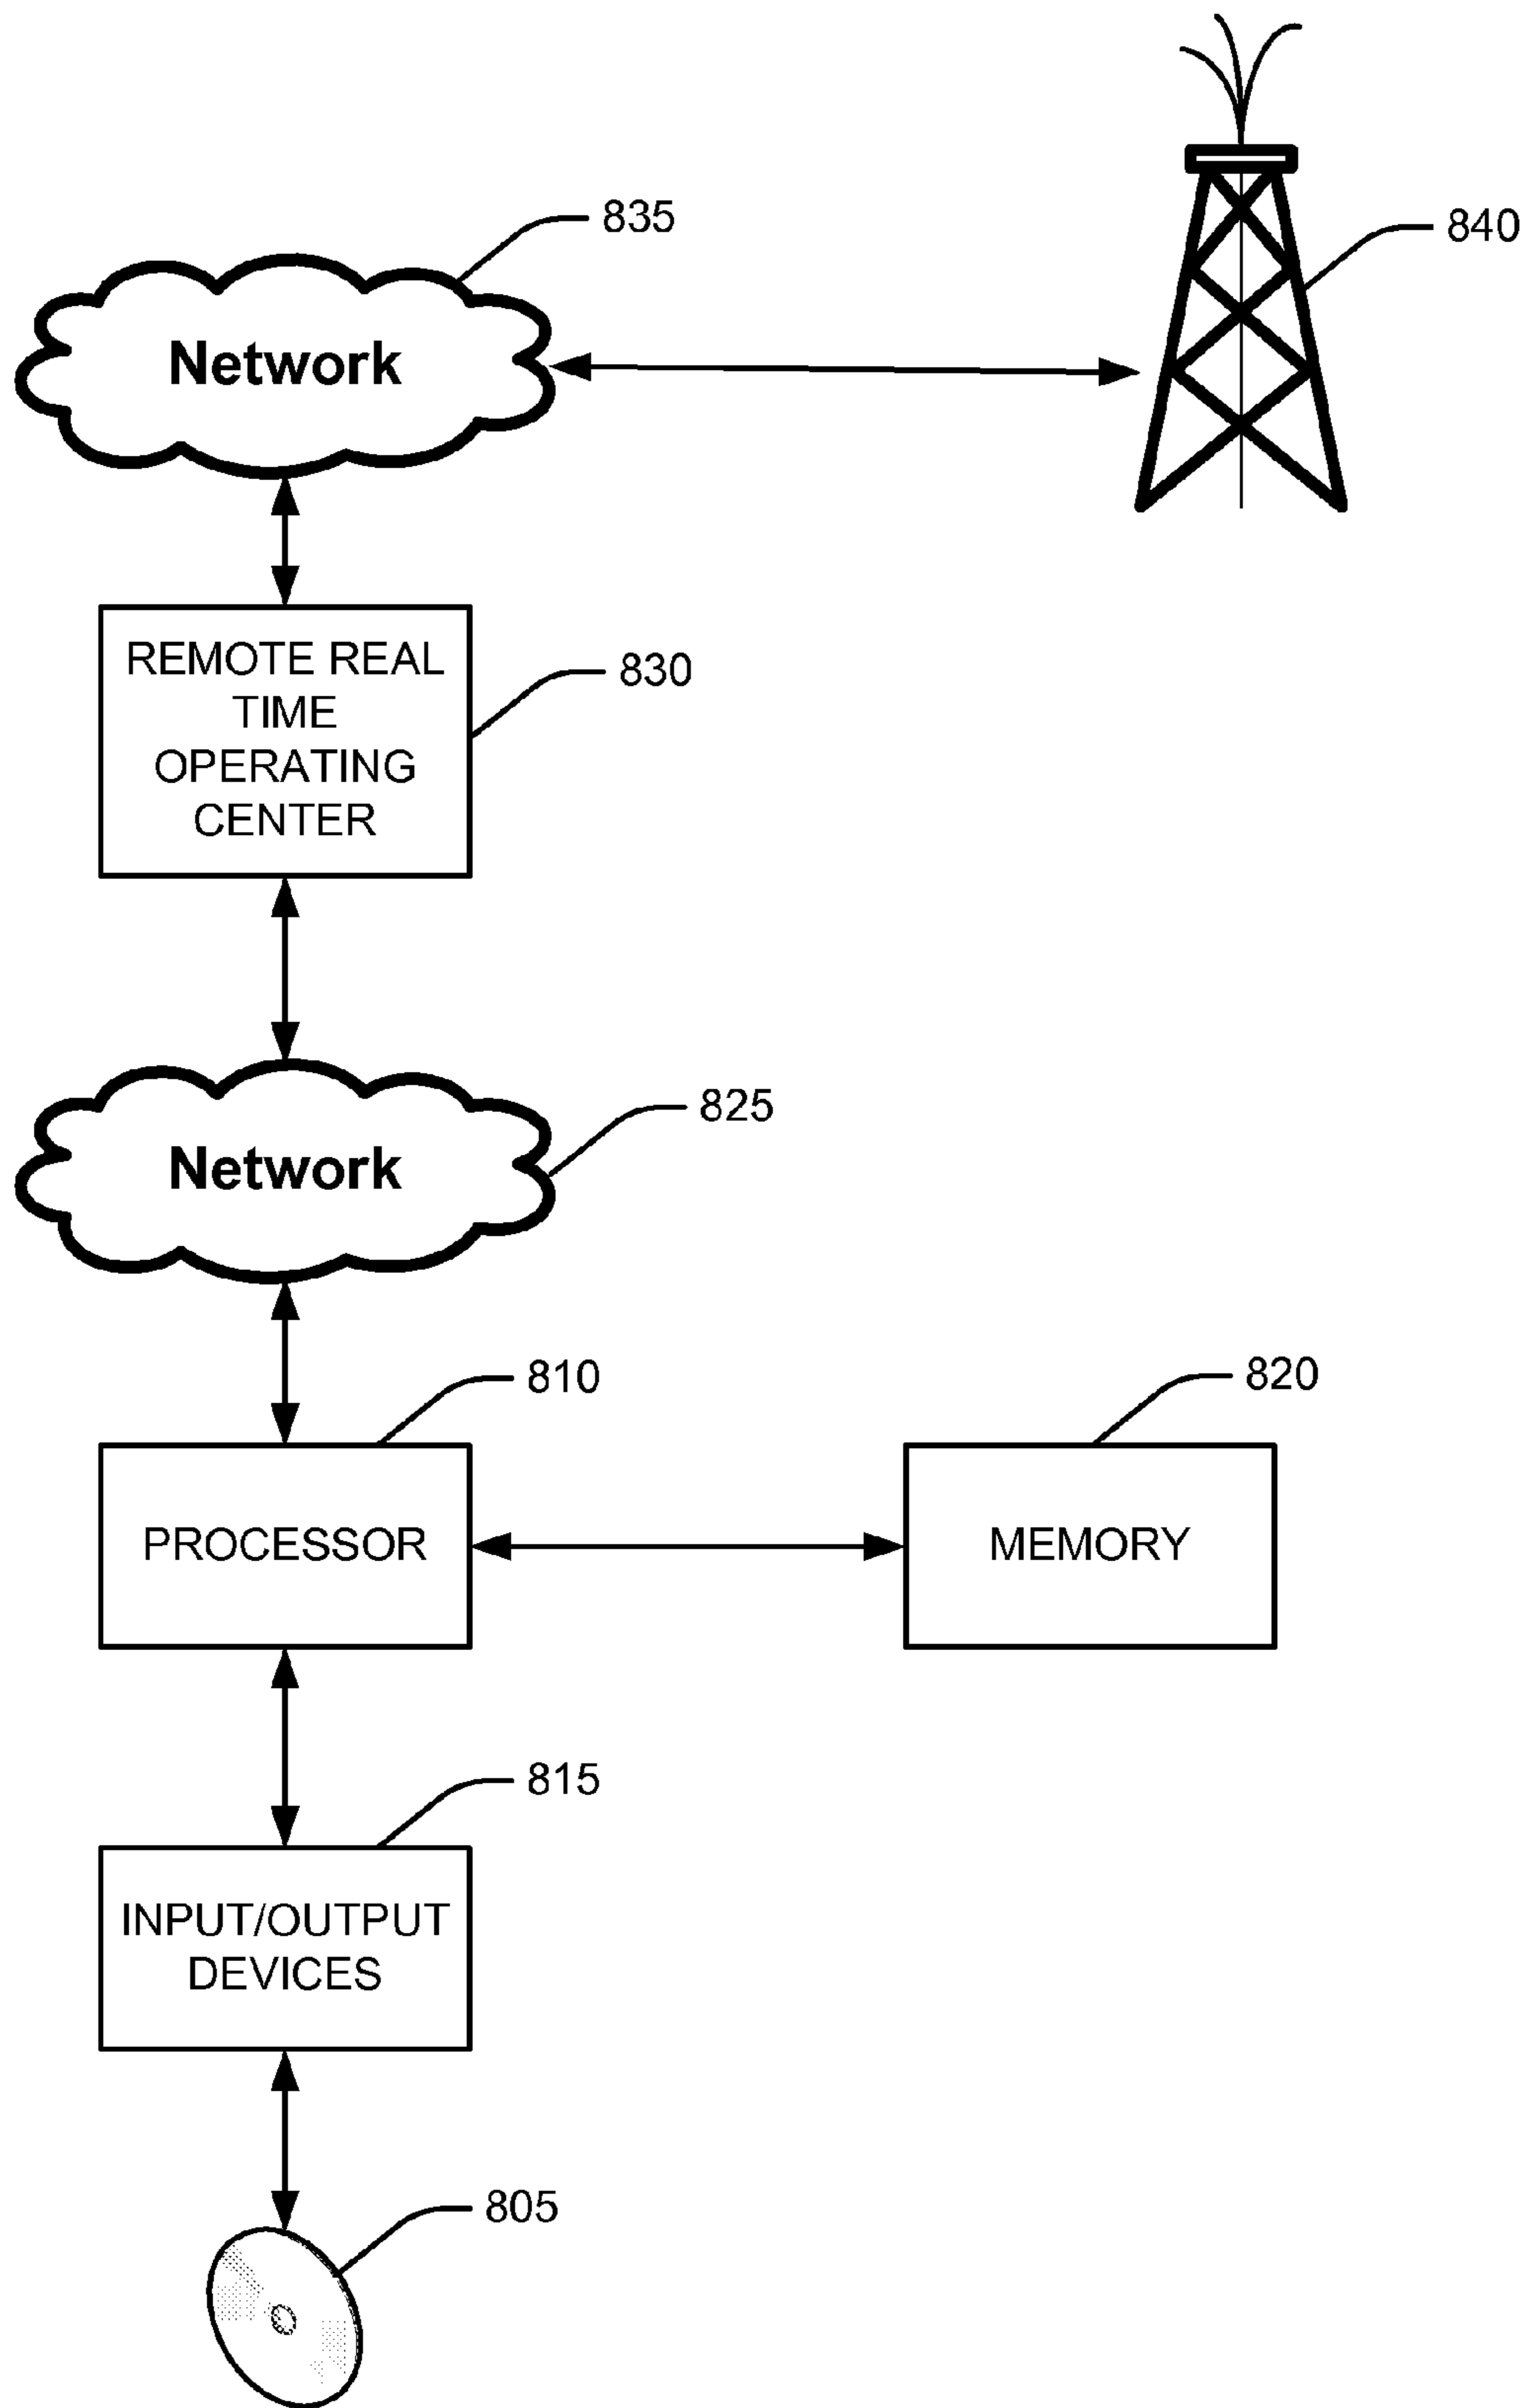 835
840
Network
REMOTE REAL
TIME
OPERATING
CENTER
830
825
Network
810
820
PROCESSOR
MEMORY
815
INPUT/OUTPUT
DEVICES
805